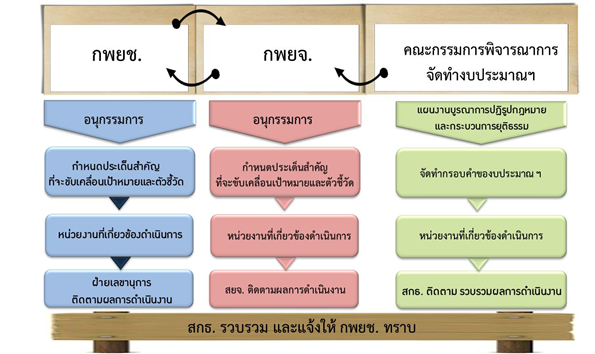 กพยช.
กพยจ.
คณะกรรมการพิจารณาการ
จัดทำงบประมาณฯ
อนุกรรมการ
อนุกรรมการ
แผนงานบูรณาการปฏิรูปกฎหมาย
และกระบวนการยุติธรรม
กำหนดประเด็นสำคัญ
ที่จะขับเคลื่อนเป้าหมายและตัวชี้วัด
กำหนดประเด็นสำคัญ
ที่จะขับเคลื่อนเป้าหมายและตัวชี้วัด
จัดทำกรอบคำของบประมาณ ฯ
หน่วยงานที่เกี่ยวข้องดำเนินการ
หน่วยงานที่เกี่ยวข้องดำเนินการ
หน่วยงานที่เกี่ยวข้องดำเนินการ
ฝ่ายเลขานุการ
ติดตามผลการดำเนินงาน
สยจ. ติดตามผลการดำเนินงาน
สกธ. ติดตาม รวบรวมผลการดำเนินงาน
สกธ. รวบรวม และแจ้งให้ กพยช. ทราบ